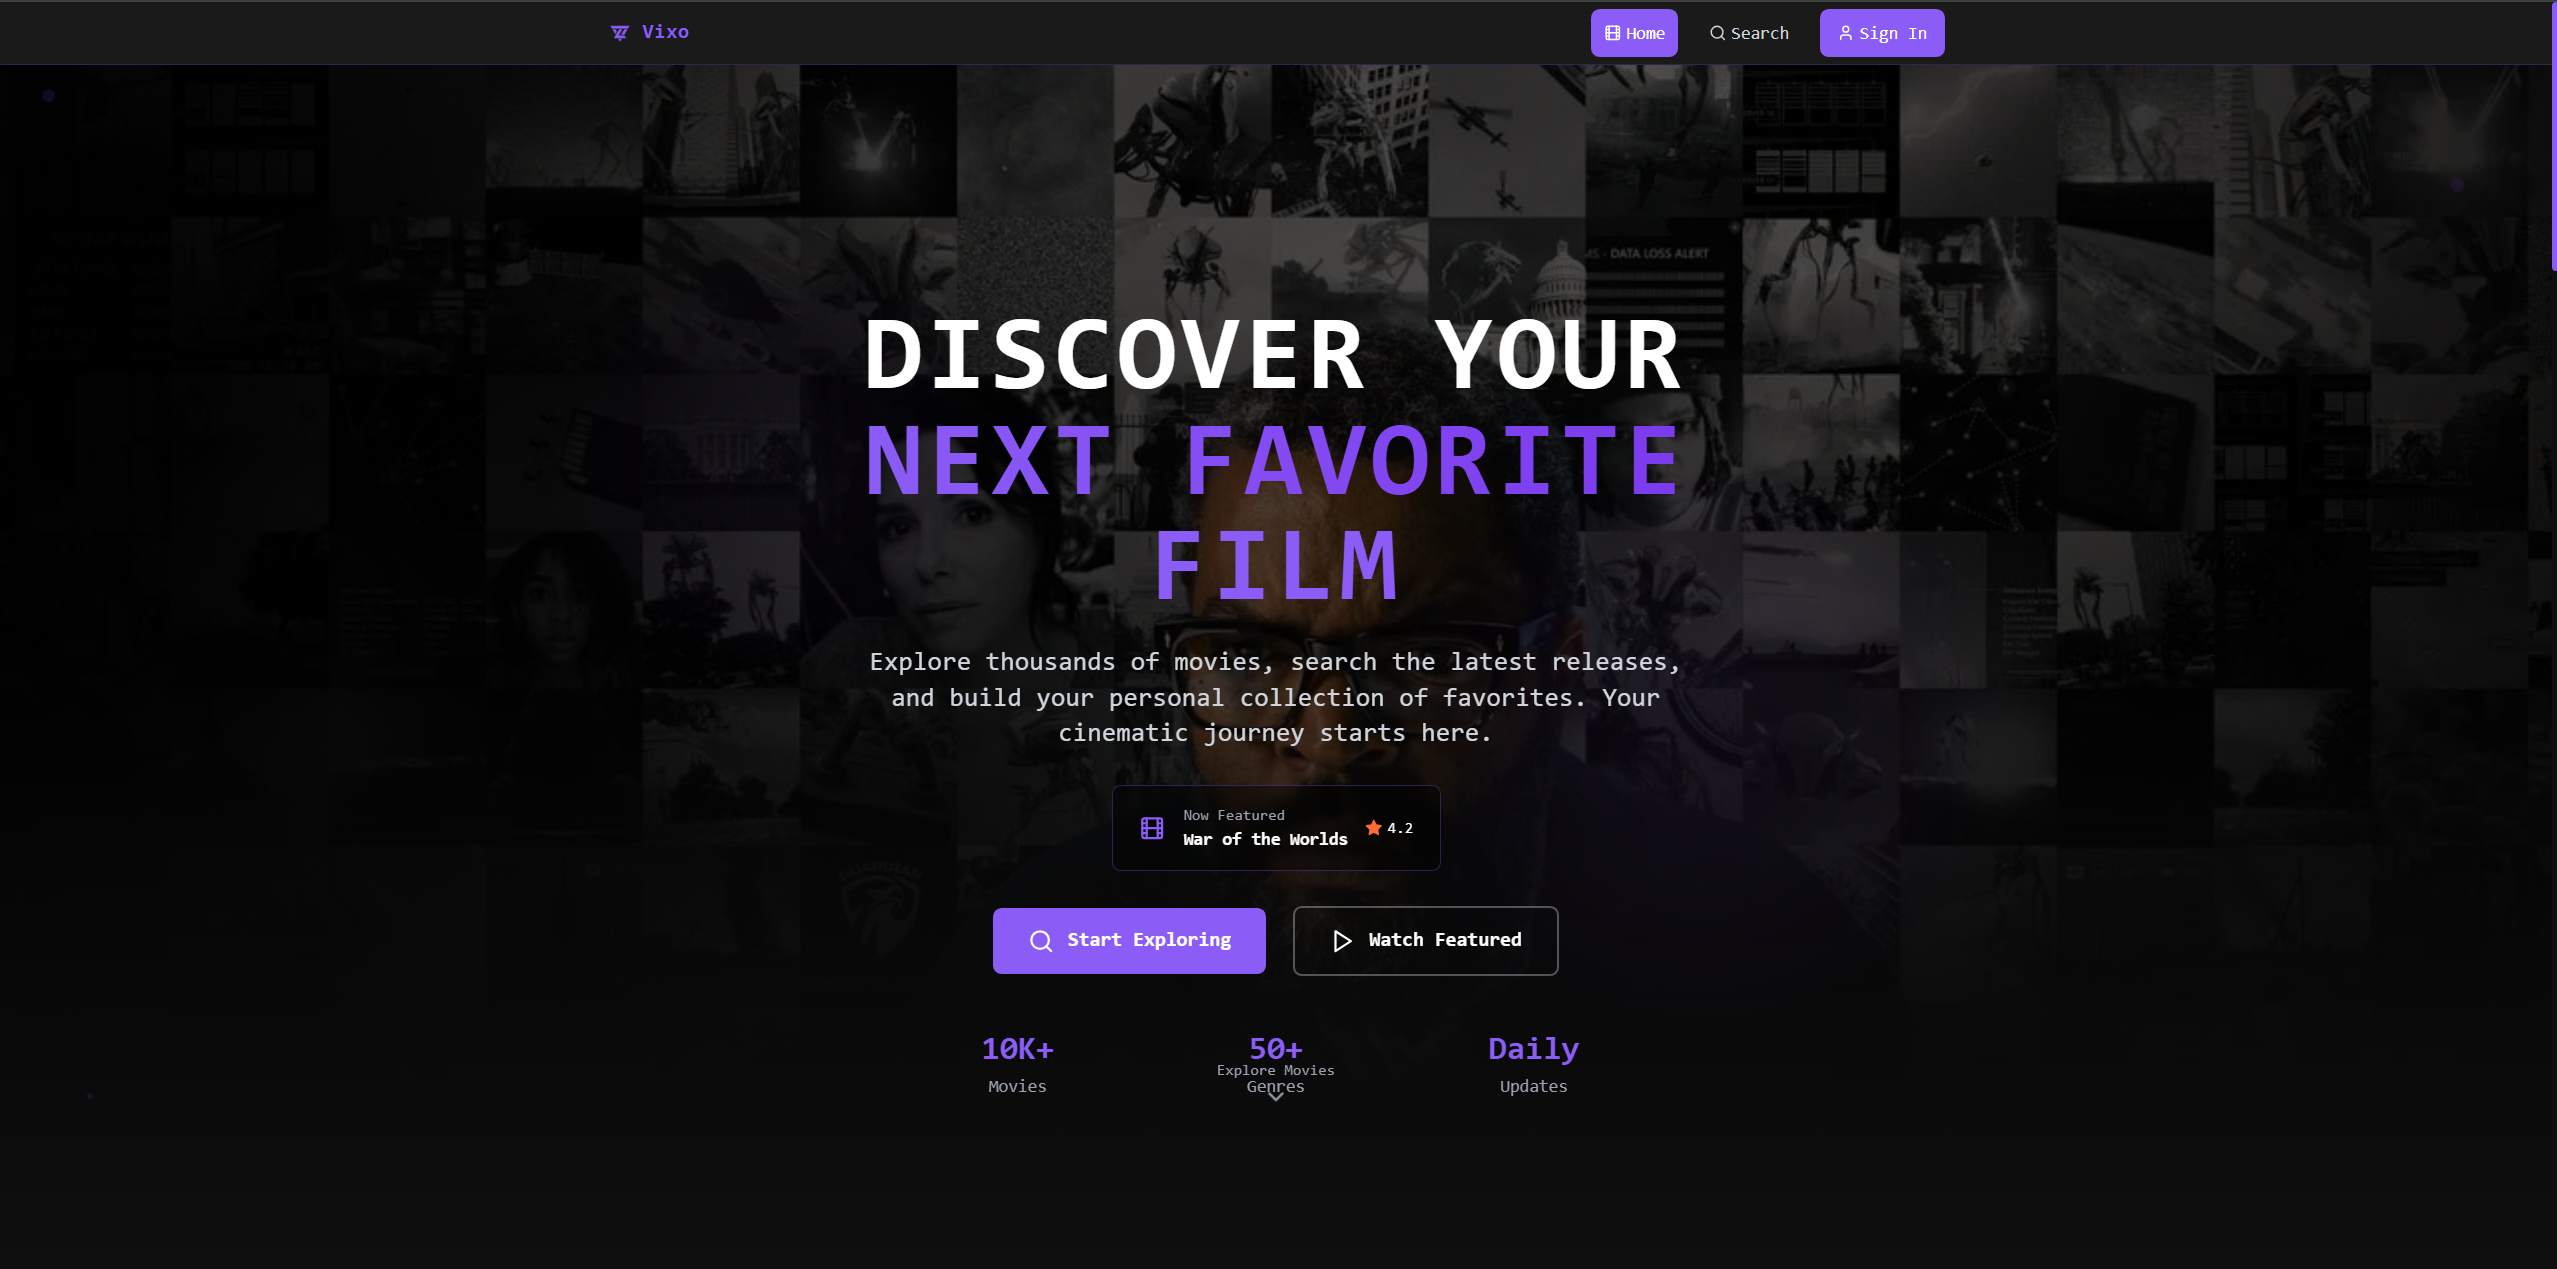 Vixo
Home
Search
Sign In
MS - DATA LOSS ALERT
DISCOVER YOUR
NEXT FAVORITE
FILM
Explore thousands of movies, search the latest releases,
and build your personal collection of favorites. Your
cinematic journey starts here.
Now Featured
War of the Worlds
4.2
GUARDIAN
Start Exploring
Watch Featured
10K+
Movies
50+
Explore Movies
Genres
Daily
Updates